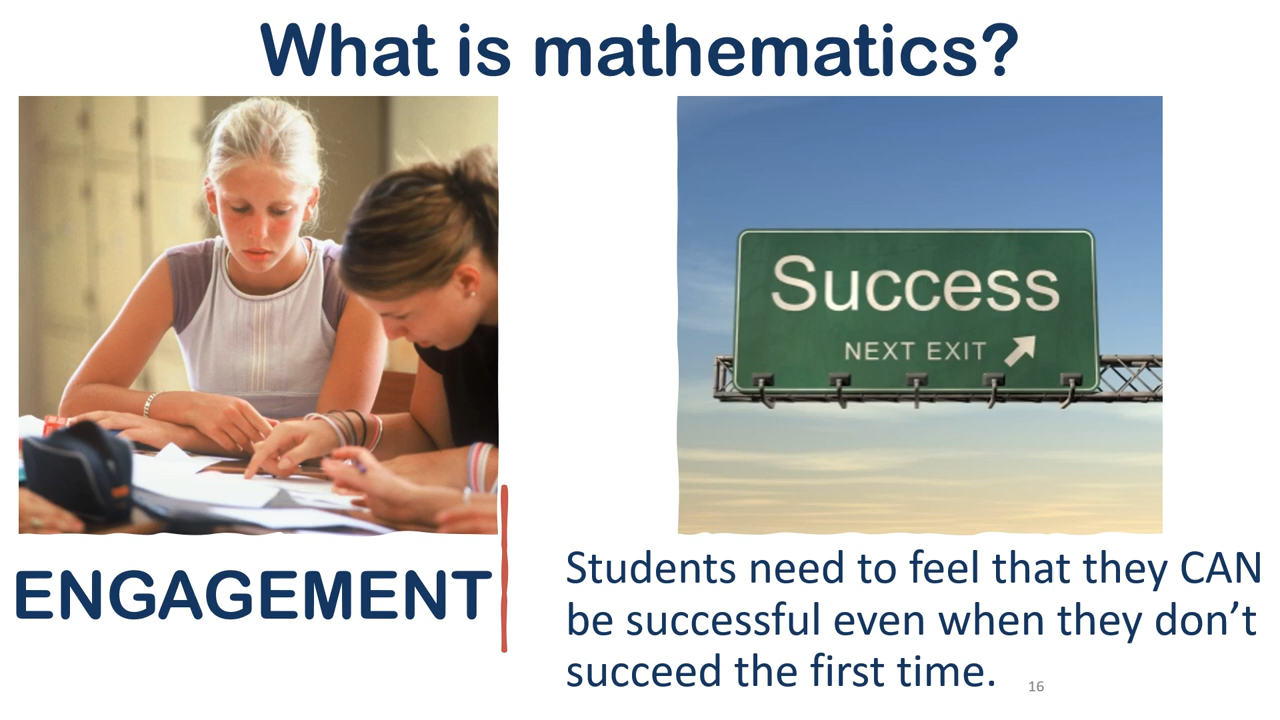 What is mathematics?
Success
NEXT EXIT
ENGAGEMENT
Students need to feel that they CAN
be successful even when they don’t
succeed the first time.
16